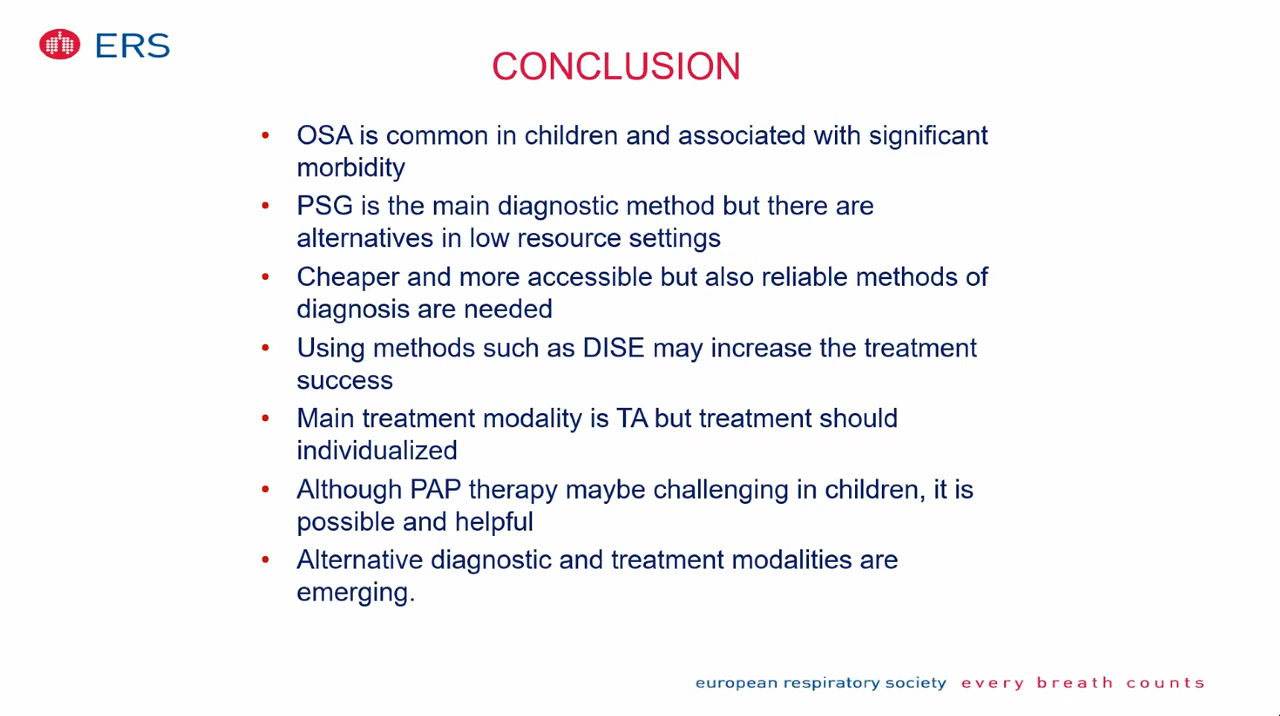 ERS
CONCLUSION
• OSA is common in children and associated with significant
morbidity
• PSG is the main diagnostic method but there are
alternatives in low resource settings
• Cheaper and more accessible but also reliable methods of
diagnosis are needed
• Using methods such as DISE may increase the treatment
success
• Main treatment modality is TA but treatment should
individualized
• Although PAP therapy maybe challenging in children, it is
possible and helpful
• Alternative diagnostic and treatment modalities are
emerging.
european respiratory society every breath counts